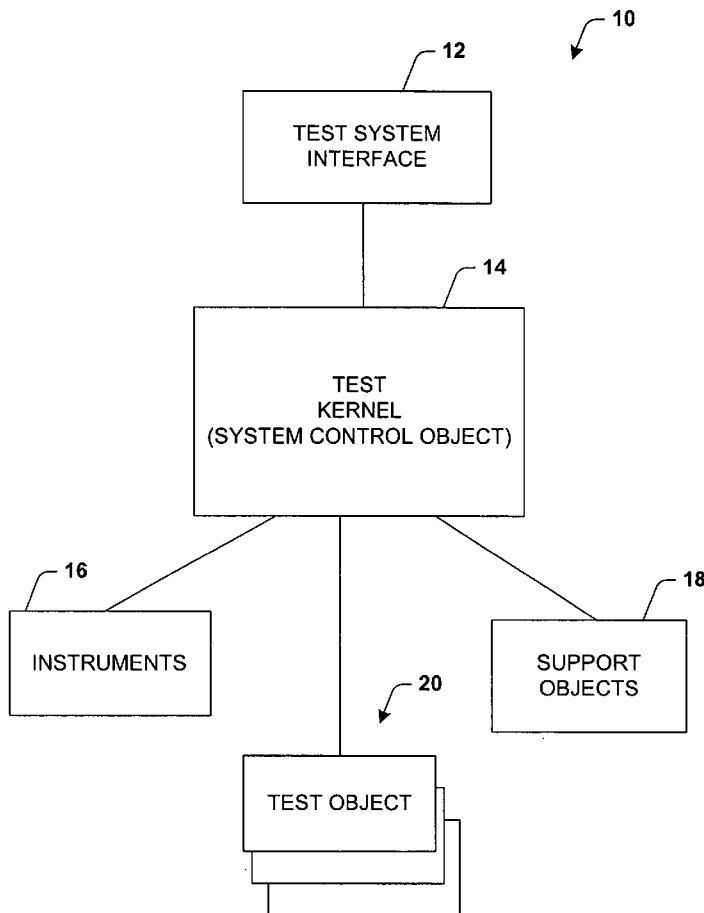 10
12
TEST SYSTEM
INTERFACE
14
TEST
KERNEL
(SYSTEM CONTROL OBJECT)
16
INSTRUMENTS
18
SUPPORT
OBJECTS
20
TEST OBJECT